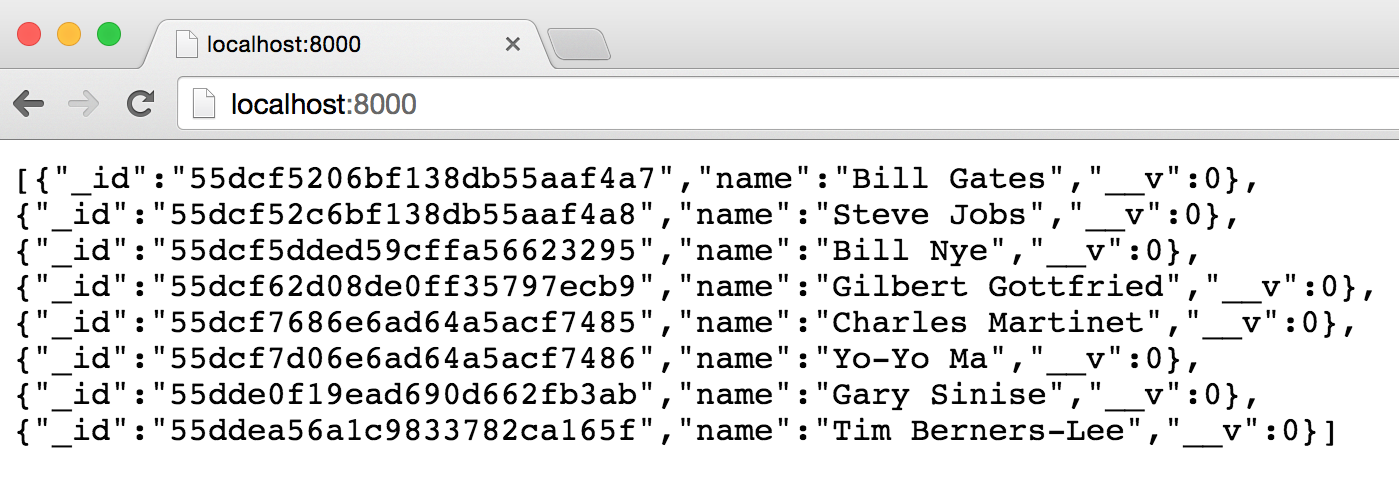 localhost:8000
localhost:8000
[{"_id":"55dcf5206bf138db55aaf4a7","name":"Bill Gates","__v":0},
{"_id":"55dcf52c6bf138db55aaf4a8","name":"Steve Jobs","__v":0},
{"_id":"55dcf5dded59cffa56623295","name":"Bill Nye","__v":0},
{"_id":"55dcf62d08de0ff35797ecb9","name":"Gilbert Gottfried","__v":0},
{"_id":"55dcf7686e6ad64a5acf7485","name":"Charles Martinet","__v":0},
{"_id":"55dcf7d06e6ad64a5acf7486","name":"Yo-Yo Ma","__v":0},
{"_id":"55dde0f19ead690d662fb3ab","name":"Gary Sinise","__v":0},
{"_id":"55ddea56a1c9833782ca165f","name":"Tim Berners-Lee","__v":0}]